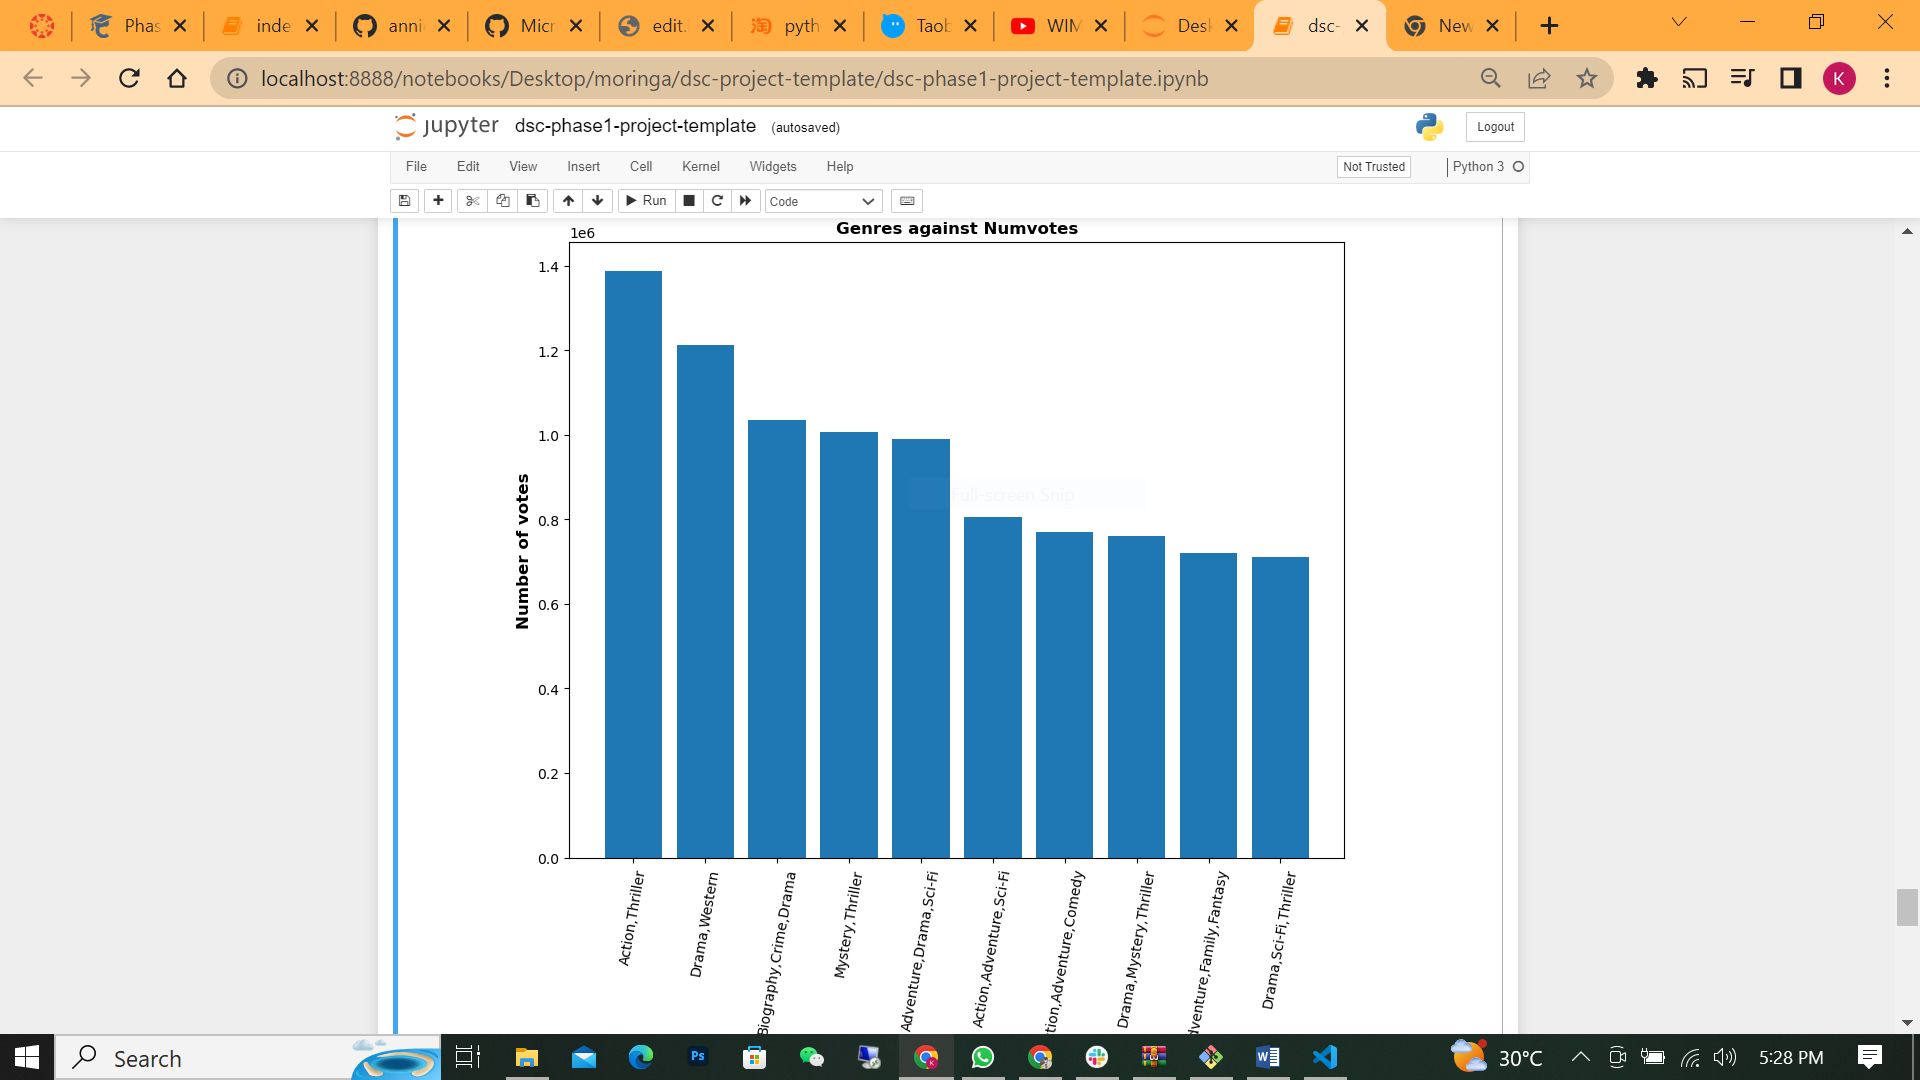 Phas
inde
anni
Micr
edit.
pyth
Taob
WIM
Desk
dsc-
New
localhost:8888/notebooks/Desktop/moringa/dsc-project-template/dsc-phase1-project-template.ipynb
K
jupyter dsc-phase1-project-template (autosaved)
Logout
File Edit View Insert Cell Kernel Widgets Help
Not Trusted
Python 3
Run
Code
Genres against Numvotes
1e6
1.4
1.2
1.0
0.8
0.6
0.4
0.2
0.0
Number of votes
Full-screen Snip
Action,Thriller
Drama,Western
Biography,Crime,Drama
Mystery,Thriller
Adventure,Drama,Sci-Fi
Action,Adventure,Sci-Fi
tion,Adventure,Comedy
Drama,Mystery,Thriller
dventure,Family,Fantasy
Drama,Sci-Fi,Thriller
Search
Ps
30°C
5:28 PM